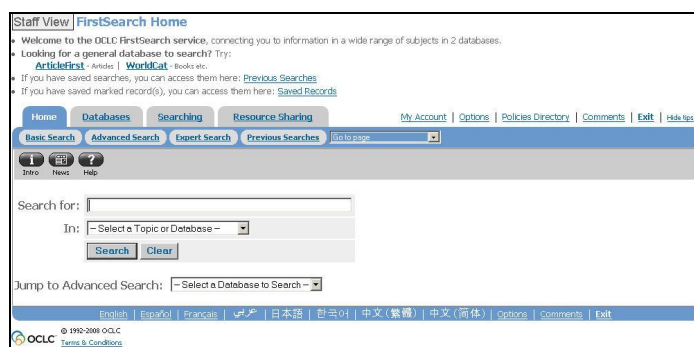 Staff View FirstSearch Home
Welcome to the OCLC FirstSearch service, connecting you to information in a wide range of subjects in 2 databases.
Looking for a general database to search? Try:
ArticleFirst - Articles | WorldCat - Books etc.
If you have saved searches, you can access them here: Previous Searches
If you have saved marked record(s), you can access them here: Saved Records
Home Databases Searching Resource Sharing My Account | Options | Policies Directory | Comments | Exit | Hide tips
Basic Search Advanced Search Expert Search Previous Searches Go to page
Intro News Help
Search for:
In: -- Select a Topic or Database --
Search Clear
Jump to Advanced Search: -- Select a Database to Search --
English | Español | Français | عربي | 日本語 | 한국어 | 中文(繁體) | 中文(简体) | Options | Comments | Exit
OCLC © 1992-2008 OCLC
Terms & Conditions